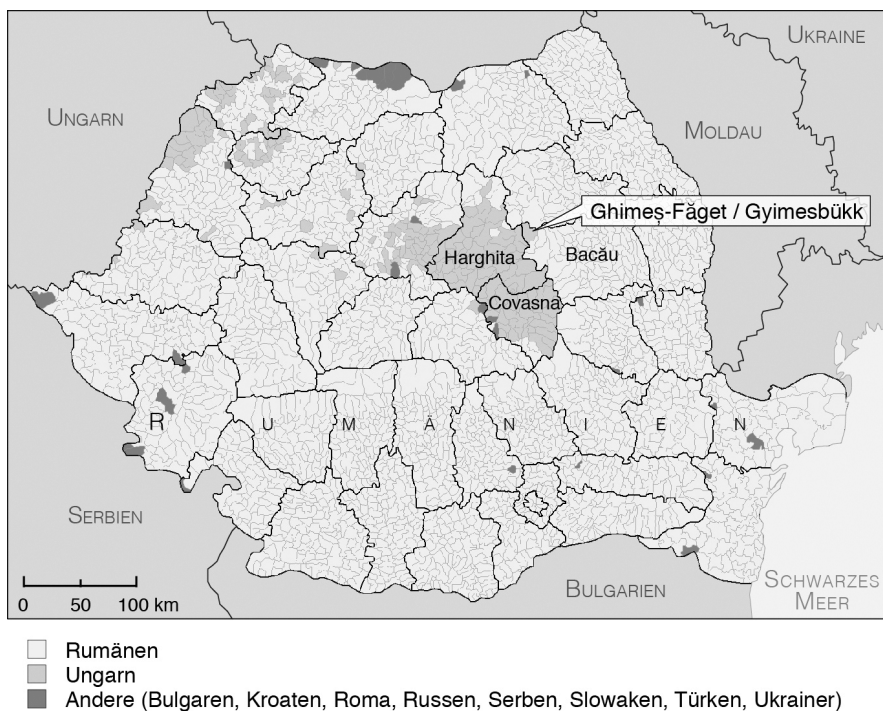 UKRAINE
UNGARN
MOLDAU
Ghimeș-Făget / Gyimesbükk
Harghita
Bacău
Covasna
R U M Ä N I E N
SERBIEN
BULGARIEN
SCHWARZES
MEER
0 50 100 km
Rumänen
Ungarn
Andere (Bulgaren, Kroaten, Roma, Russen, Serben, Slowaken, Türken, Ukrainer)